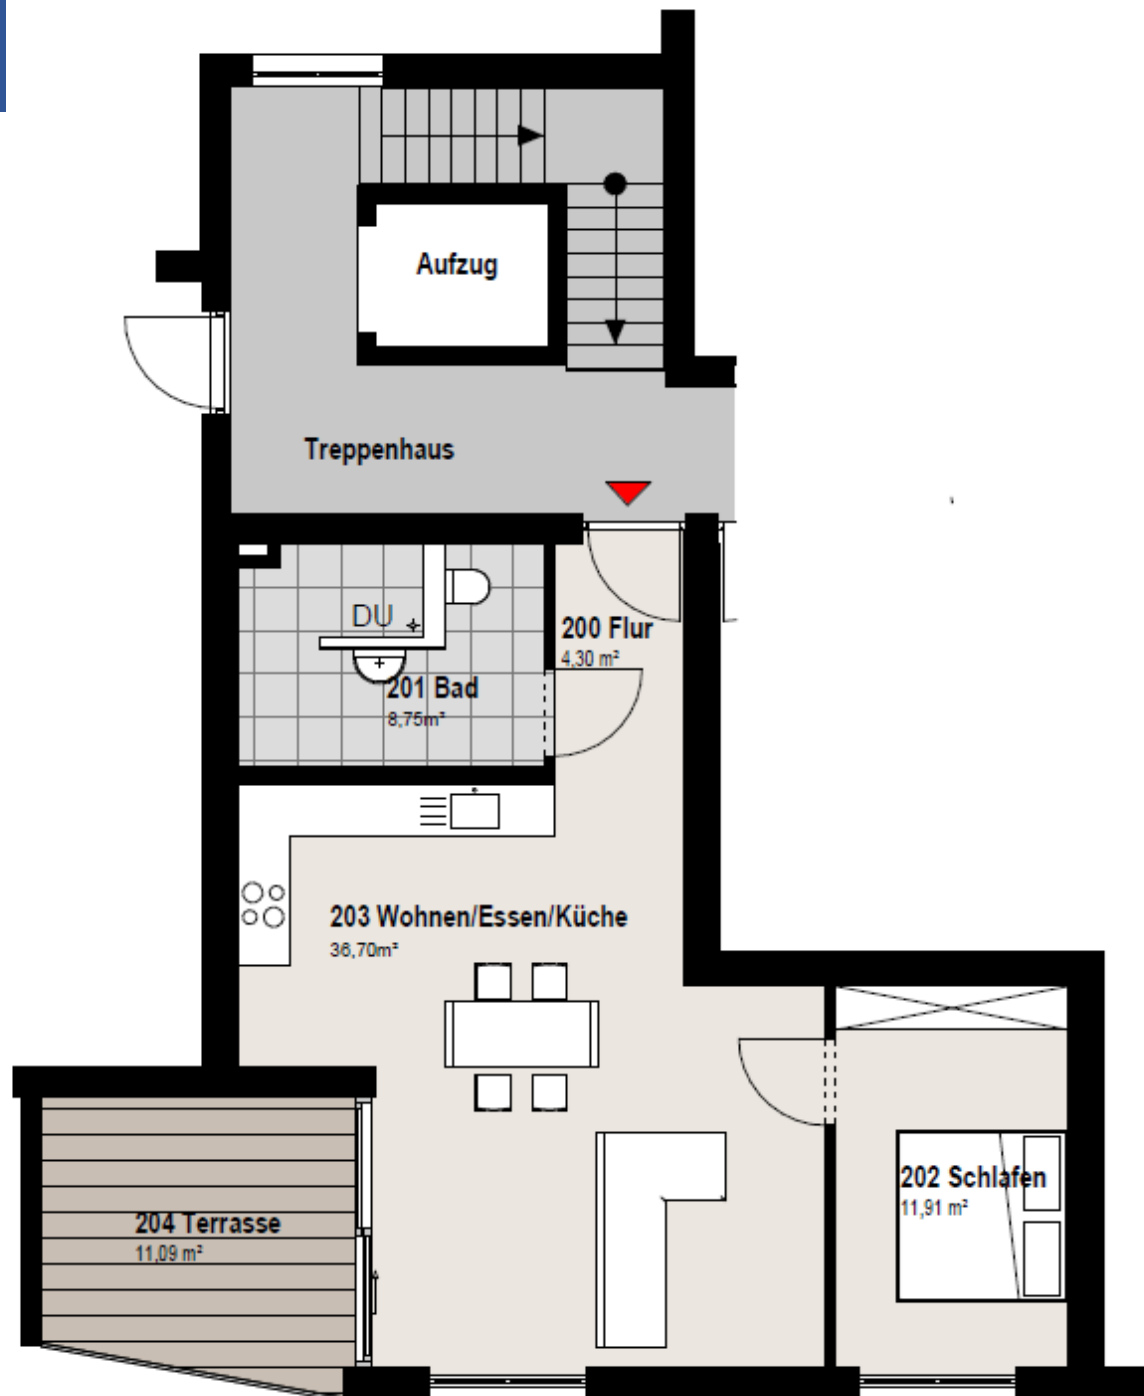 Aufzug
Treppenhaus
DU
200 Flur
4,30 m²
201 Bad
8,75m²
203 Wohnen/Essen/Küche
36,70m²
202 Schlafen
11,91 m²
204 Terrasse
11,09 m²